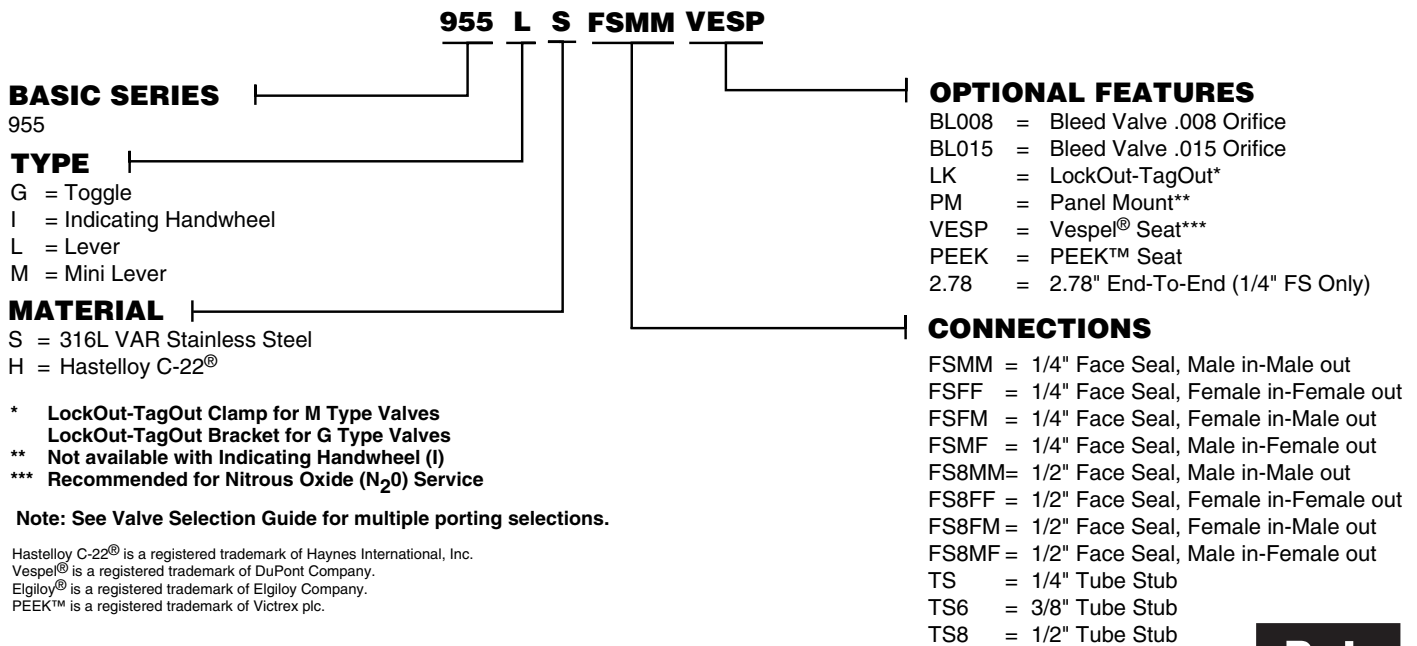 955 L S FSMM VESP
BASIC SERIES
955
TYPE
G = Toggle
I = Indicating Handwheel
L = Lever
M = Mini Lever
MATERIAL
S = 316L VAR Stainless Steel
H = Hastelloy C-22®
* LockOut-TagOut Clamp for M Type Valves
LockOut-TagOut Bracket for G Type Valves
** Not available with Indicating Handwheel (I)
*** Recommended for Nitrous Oxide (N20) Service
Note: See Valve Selection Guide for multiple porting selections.
Hastelloy C-22® is a registered trademark of Haynes International, Inc.
Vespel® is a registered trademark of DuPont Company.
Elgiloy® is a registered trademark of Elgiloy Company.
PEEK™ is a registered trademark of Victrex plc.
OPTIONAL FEATURES
BL008 = Bleed Valve .008 Orifice
BL015 = Bleed Valve .015 Orifice
LK = LockOut-TagOut*
PM = Panel Mount**
VESP = Vespel® Seat***
PEEK = PEEK™ Seat
2.78 = 2.78" End-To-End (1/4" FS Only)
CONNECTIONS
FSMM = 1/4" Face Seal, Male in-Male out
FSFF = 1/4" Face Seal, Female in-Female out
FSFM = 1/4" Face Seal, Female in-Male out
FSMF = 1/4" Face Seal, Male in-Female out
FS8MM= 1/2" Face Seal, Male in-Male out
FS8FF = 1/2" Face Seal, Female in-Female out
FS8FM = 1/2" Face Seal, Female in-Male out
FS8MF = 1/2" Face Seal, Male in-Female out
TS = 1/4" Tube Stub
TS6 = 3/8" Tube Stub
TS8 = 1/2" Tube Stub